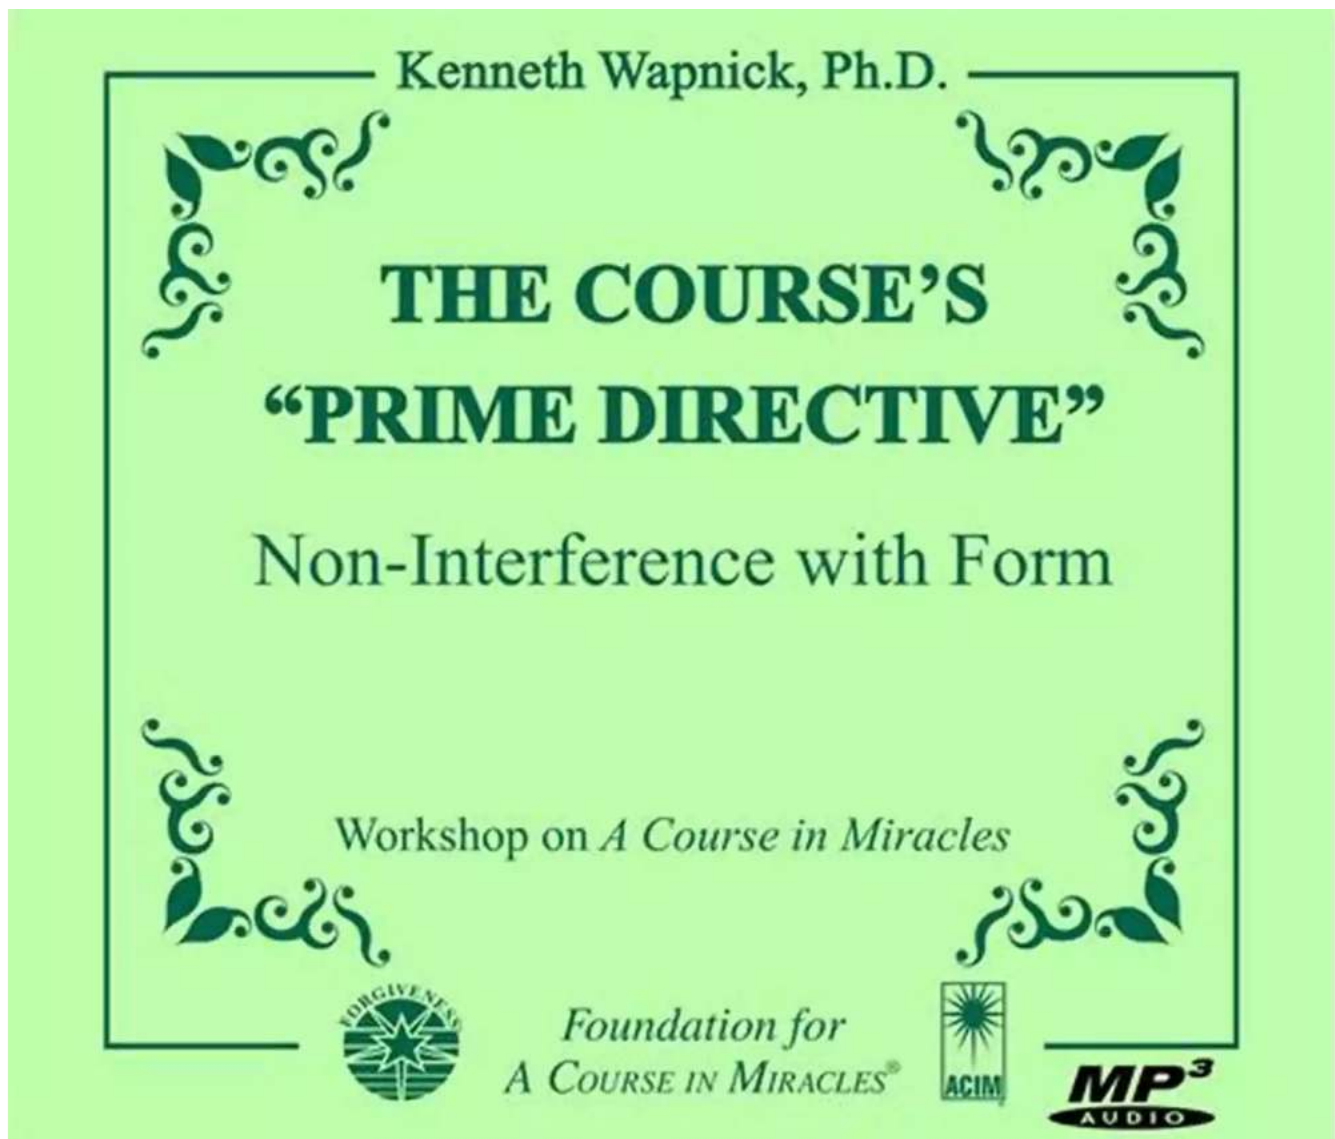 Kenneth Wapnick, Ph.D.
THE COURSE’S
“PRIME DIRECTIVE”
Non-Interference with Form
Workshop on A Course in Miracles
FORGIVENESS
Foundation for
A COURSE IN MIRACLES®
ACIM
MP3
AUDIO